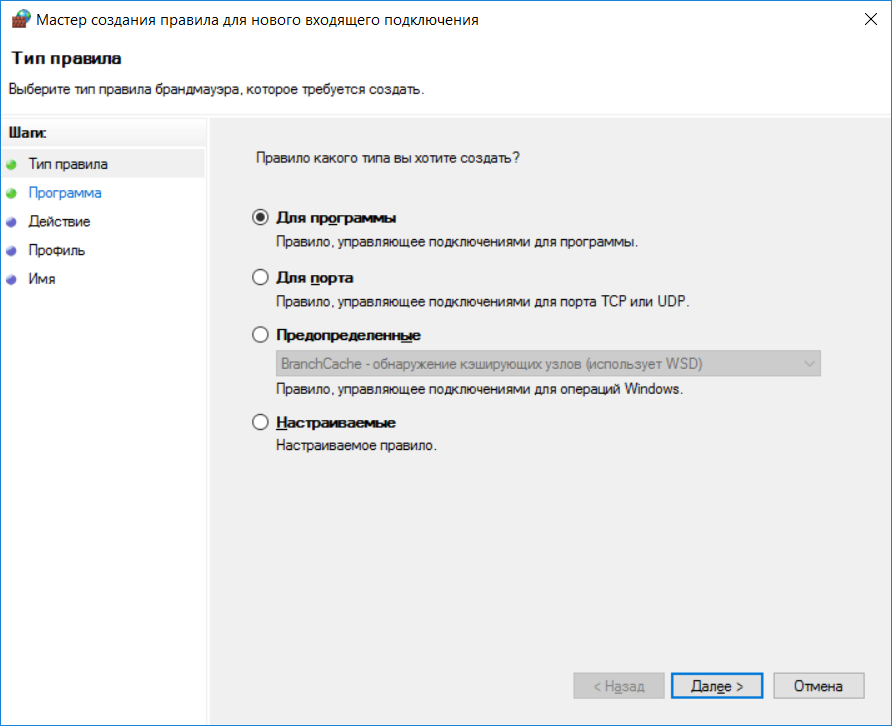 Мастер создания правила для нового входящего подключения
Тип правила
Выберите тип правила брандмауэра, которое требуется создать.
Шаги:
Тип правила
Программа
Действие
Профиль
Имя
Правило какого типа вы хотите создать?
Для программы
Правило, управляющее подключениями для программы.
Для порта
Правило, управляющее подключениями для порта TCP или UDP.
Предопределенные
BranchCache - обнаружение кэширующих узлов (использует WSD)
Правило, управляющее подключениями для операций Windows.
Настраиваемые
Настраиваемое правило.
< Назад
Далее >
Отмена